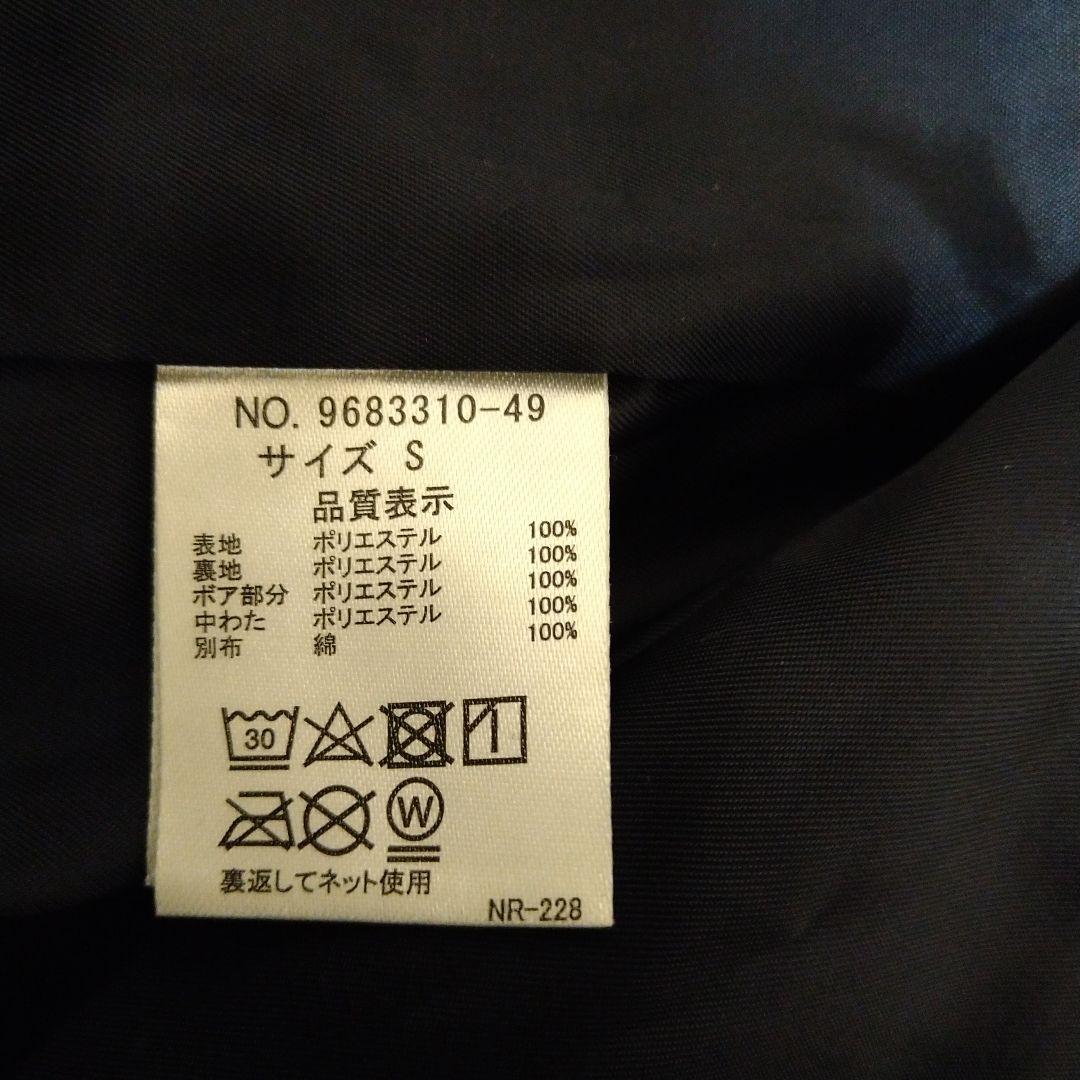 NO. 9683310-49
サイズ S
品質表示
表地 ポリエステル 100%
裏地 ポリエステル 100%
ボア部分 ポリエステル 100%
中わた ポリエステル 100%
別布 綿 100%
30
W
裏返してネット使用
NR-228